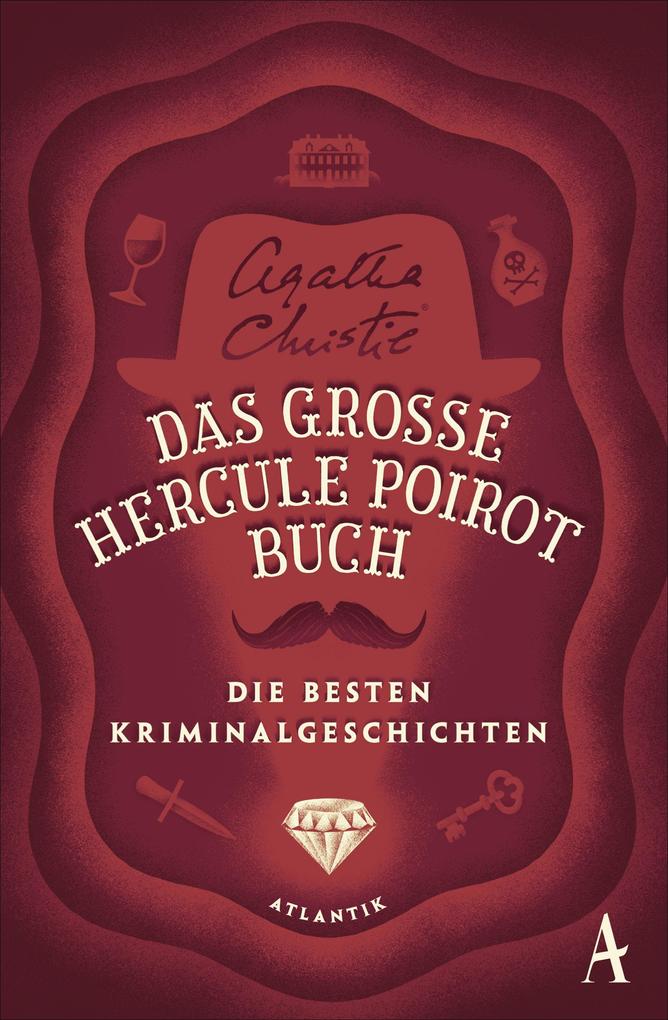 Agatha
Christie®
DAS GROSSE
HERCULE POIROT
BUCH
DIE BESTEN
KRIMINALGESCHICHTEN
ATLANTIK
A